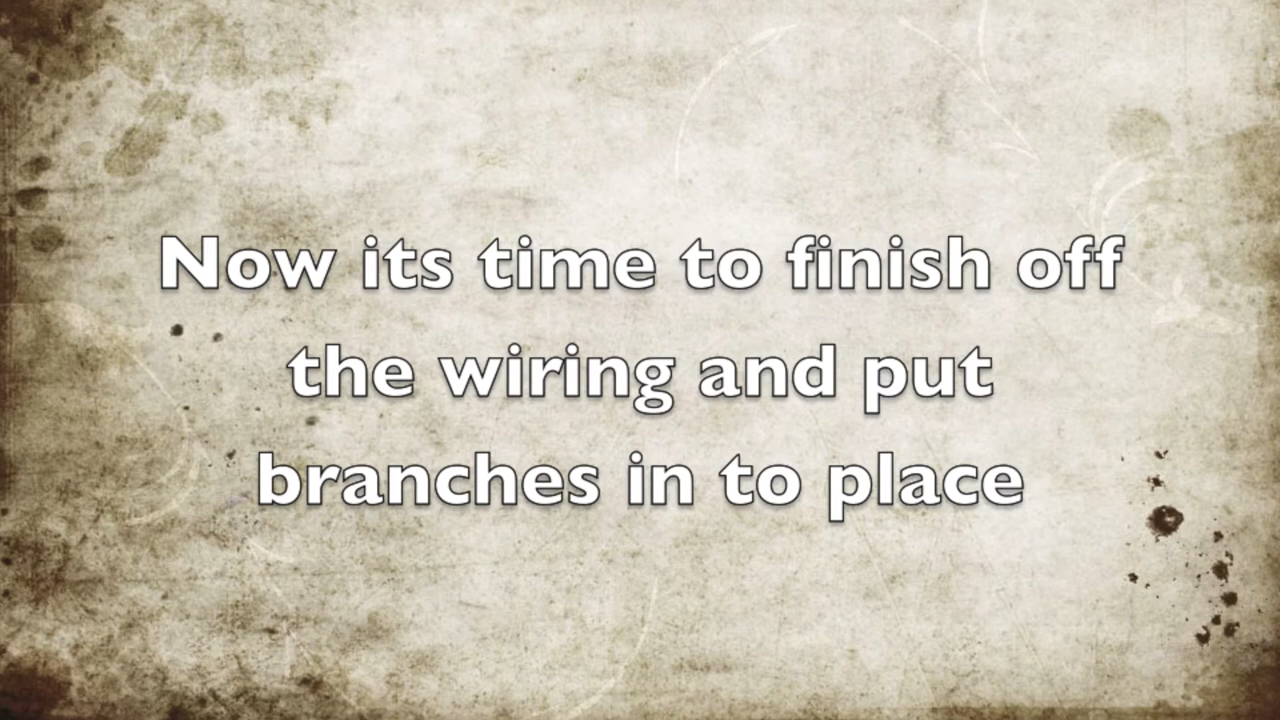 Now its time to finish off
the wiring and put
branches in to place